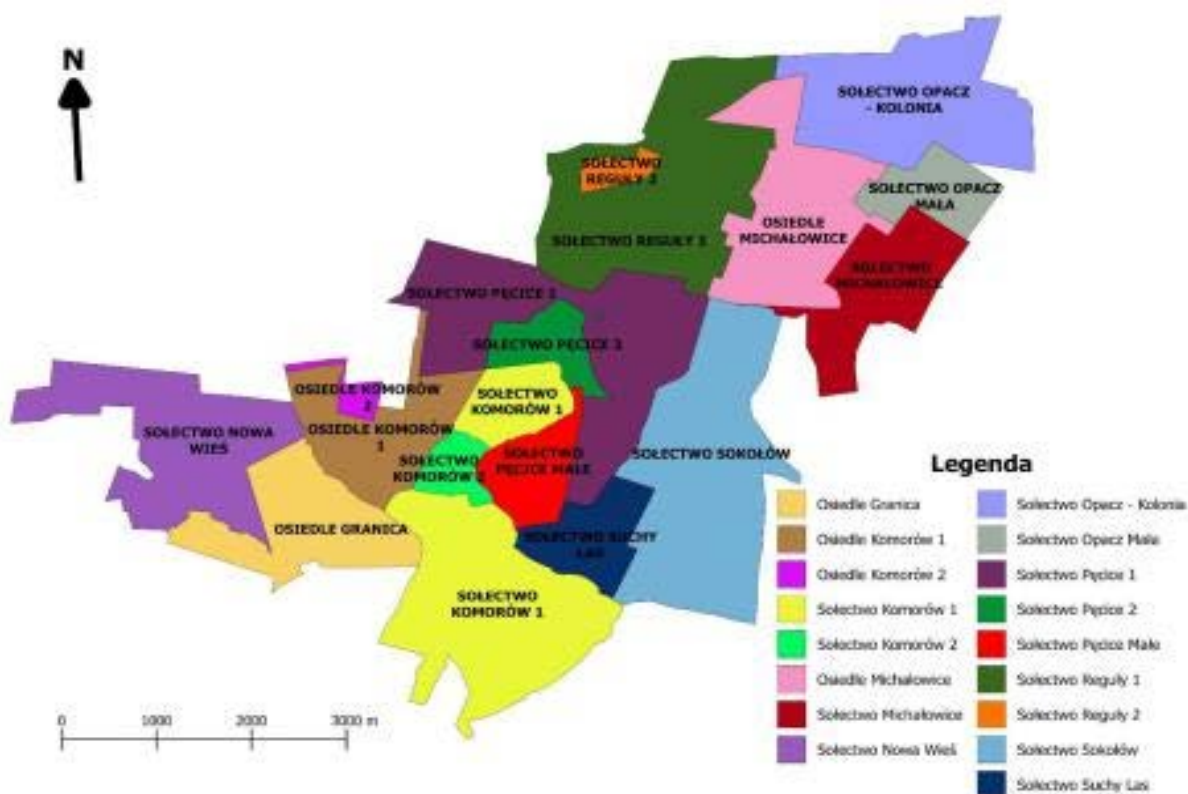 N
SOŁECTWO OPACZ
- KOLONIA
SOŁECTWO
REGUŁY 2
SOŁECTWO OPACZ
MAŁA
OSIEDLE
MICHAŁOWICE
SOŁECTWO REGUŁY 1
SOŁECTWO
MICHAŁOWICE
SOŁECTWO PĘCICE 1
SOŁECTWO PĘCICE 2
OSIEDLE KOMORÓW
2
SOŁECTWO
KOMORÓW 1
SOŁECTWO NOWA
WIEŚ
OSIEDLE KOMORÓW
1
SOŁECTWO
KOMORÓW 2
SOŁECTWO
PĘCICE MAŁE
SOŁECTWO SOKOŁÓW
OSIEDLE GRANICA
SOŁECTWO SUCHY
LAS
SOŁECTWO
KOMORÓW 1
0 1000 2000 3000 m
Legenda
Osiedle Granica
Osiedle Komorów 1
Osiedle Komorów 2
Sołectwo Komorów 1
Sołectwo Komorów 2
Osiedle Michałowice
Sołectwo Michałowice
Sołectwo Nowa Wieś
Sołectwo Opacz - Kolonia
Sołectwo Opacz Mała
Sołectwo Pęcice 1
Sołectwo Pęcice 2
Sołectwo Pęcice Małe
Sołectwo Reguły 1
Sołectwo Reguły 2
Sołectwo Sokołów
Sołectwo Suchy Las